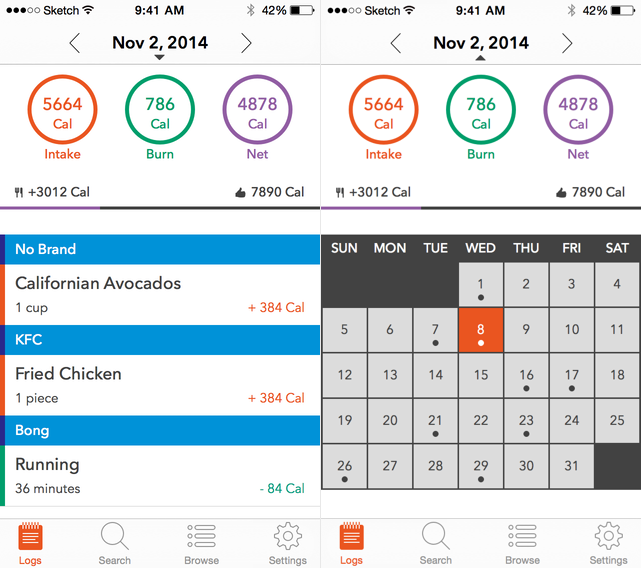 Sketch 9:41 AM 42%
Nov 2, 2014
5664 786 4878
Cal Cal Cal
Intake Burn Net
+3012 Cal 7890 Cal
No Brand
Californian Avocados
1 cup + 384 Cal
KFC
Fried Chicken
1 piece + 384 Cal
Bong
Running
36 minutes - 84 Cal
Logs Search Browse Settings
Sketch 9:41 AM 42%
Nov 2, 2014
5664 786 4878
Cal Cal Cal
Intake Burn Net
+3012 Cal 7890 Cal
SUN MON TUE WED THU FRI SAT
1 2 3 4
5 6 7 8 9 10 11
12 13 14 15 16 17 18
19 20 21 22 23 24 25
26 27 28 29 30 31
Logs Search Browse Settings